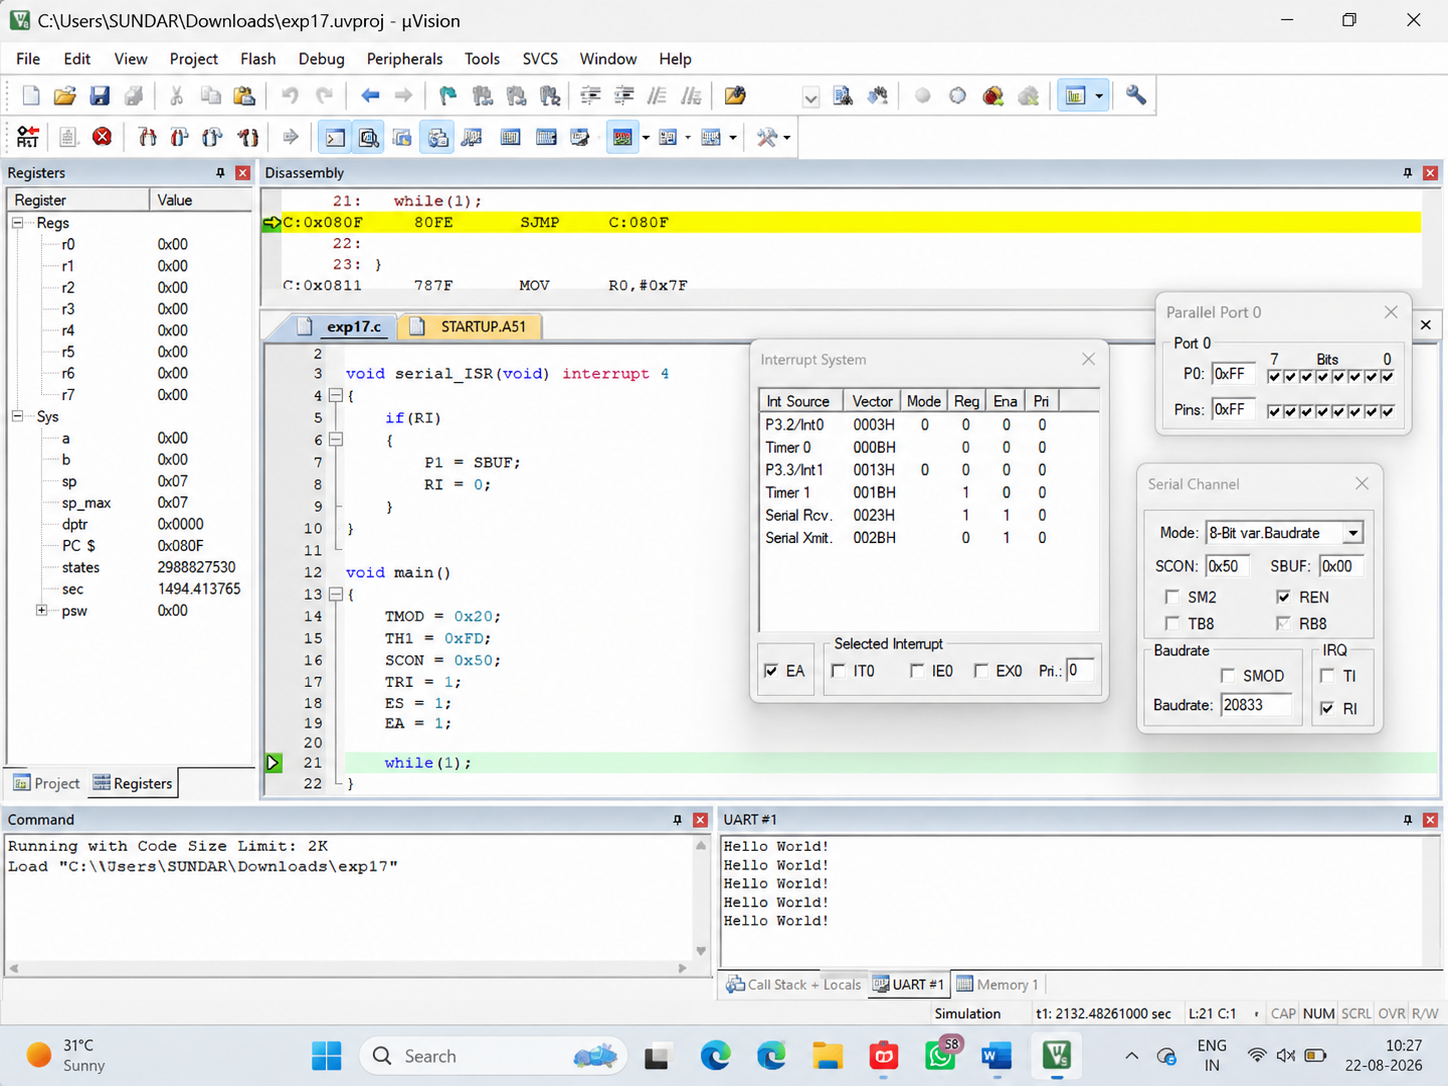 C:\Users\SUNDAR\Downloads\exp17.uvproj - µVision
File Edit View Project Flash Debug Peripherals Tools SVCS Window Help
Registers
Register Value
Regs
r0 0x00
r1 0x00
r2 0x00
r3 0x00
r4 0x00
r5 0x00
r6 0x00
r7 0x00
Sys
a 0x00
b 0x00
sp 0x07
sp_max 0x07
dptr 0x0000
PC $ 0x080F
states 2988827530
sec 1494.413765
psw 0x00
Project Registers
Disassembly
21: while(1);
C:0x080F 80FE SJMP C:080F
22:
23: }
C:0x0811 787F MOV R0,#0x7F
exp17.c STARTUP.A51
2
3 void serial_ISR(void) interrupt 4
4 {
5 if(RI)
6 {
7 P1 = SBUF;
8 RI = 0;
9 }
10 }
11
12 void main()
13 {
14 TMOD = 0x20;
15 TH1 = 0xFD;
16 SCON = 0x50;
17 TRI = 1;
18 ES = 1;
19 EA = 1;
20
21 while(1);
22 }
Interrupt System
Int Source Vector Mode Reg Ena Pri
P3.2/Int0 0003H 0 0 0 0
Timer 0 000BH 0 0 0
P3.3/Int1 0013H 0 0 0 0
Timer 1 001BH 1 0 0
Serial Rcv. 0023H 1 1 0
Serial Xmit. 002BH 0 1 0
Selected Interrupt
EA IT0 IE0 EX0 Pri.: 0
Parallel Port 0
Port 0
7 Bits 0
P0: 0xFF
Pins: 0xFF
Serial Channel
Mode: 8-Bit var.Baudrate
SCON: 0x50 SBUF: 0x00
SM2 REN
TB8 RB8
Baudrate IRQ
SMOD TI
Baudrate: 20833 RI
Command
Running with Code Size Limit: 2K
Load "C:\\Users\SUNDAR\Downloads\exp17"
UART #1
Hello World!
Hello World!
Hello World!
Hello World!
Hello World!
Call Stack + Locals UART #1 Memory 1
Simulation t1: 2132.48261000 sec L:21 C:1 CAP NUM SCRL OVR R/W
31°C
Sunny
Search
58
ENG
IN
10:27
22-08-2026